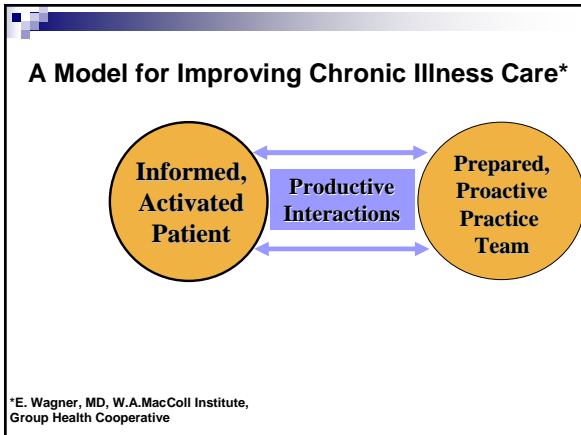 A Model for Improving Chronic Illness Care*
Informed,
Activated
Patient
Productive
Interactions
Prepared,
Proactive
Practice
Team
*E. Wagner, MD, W.A.MacColl Institute,
Group Health Cooperative